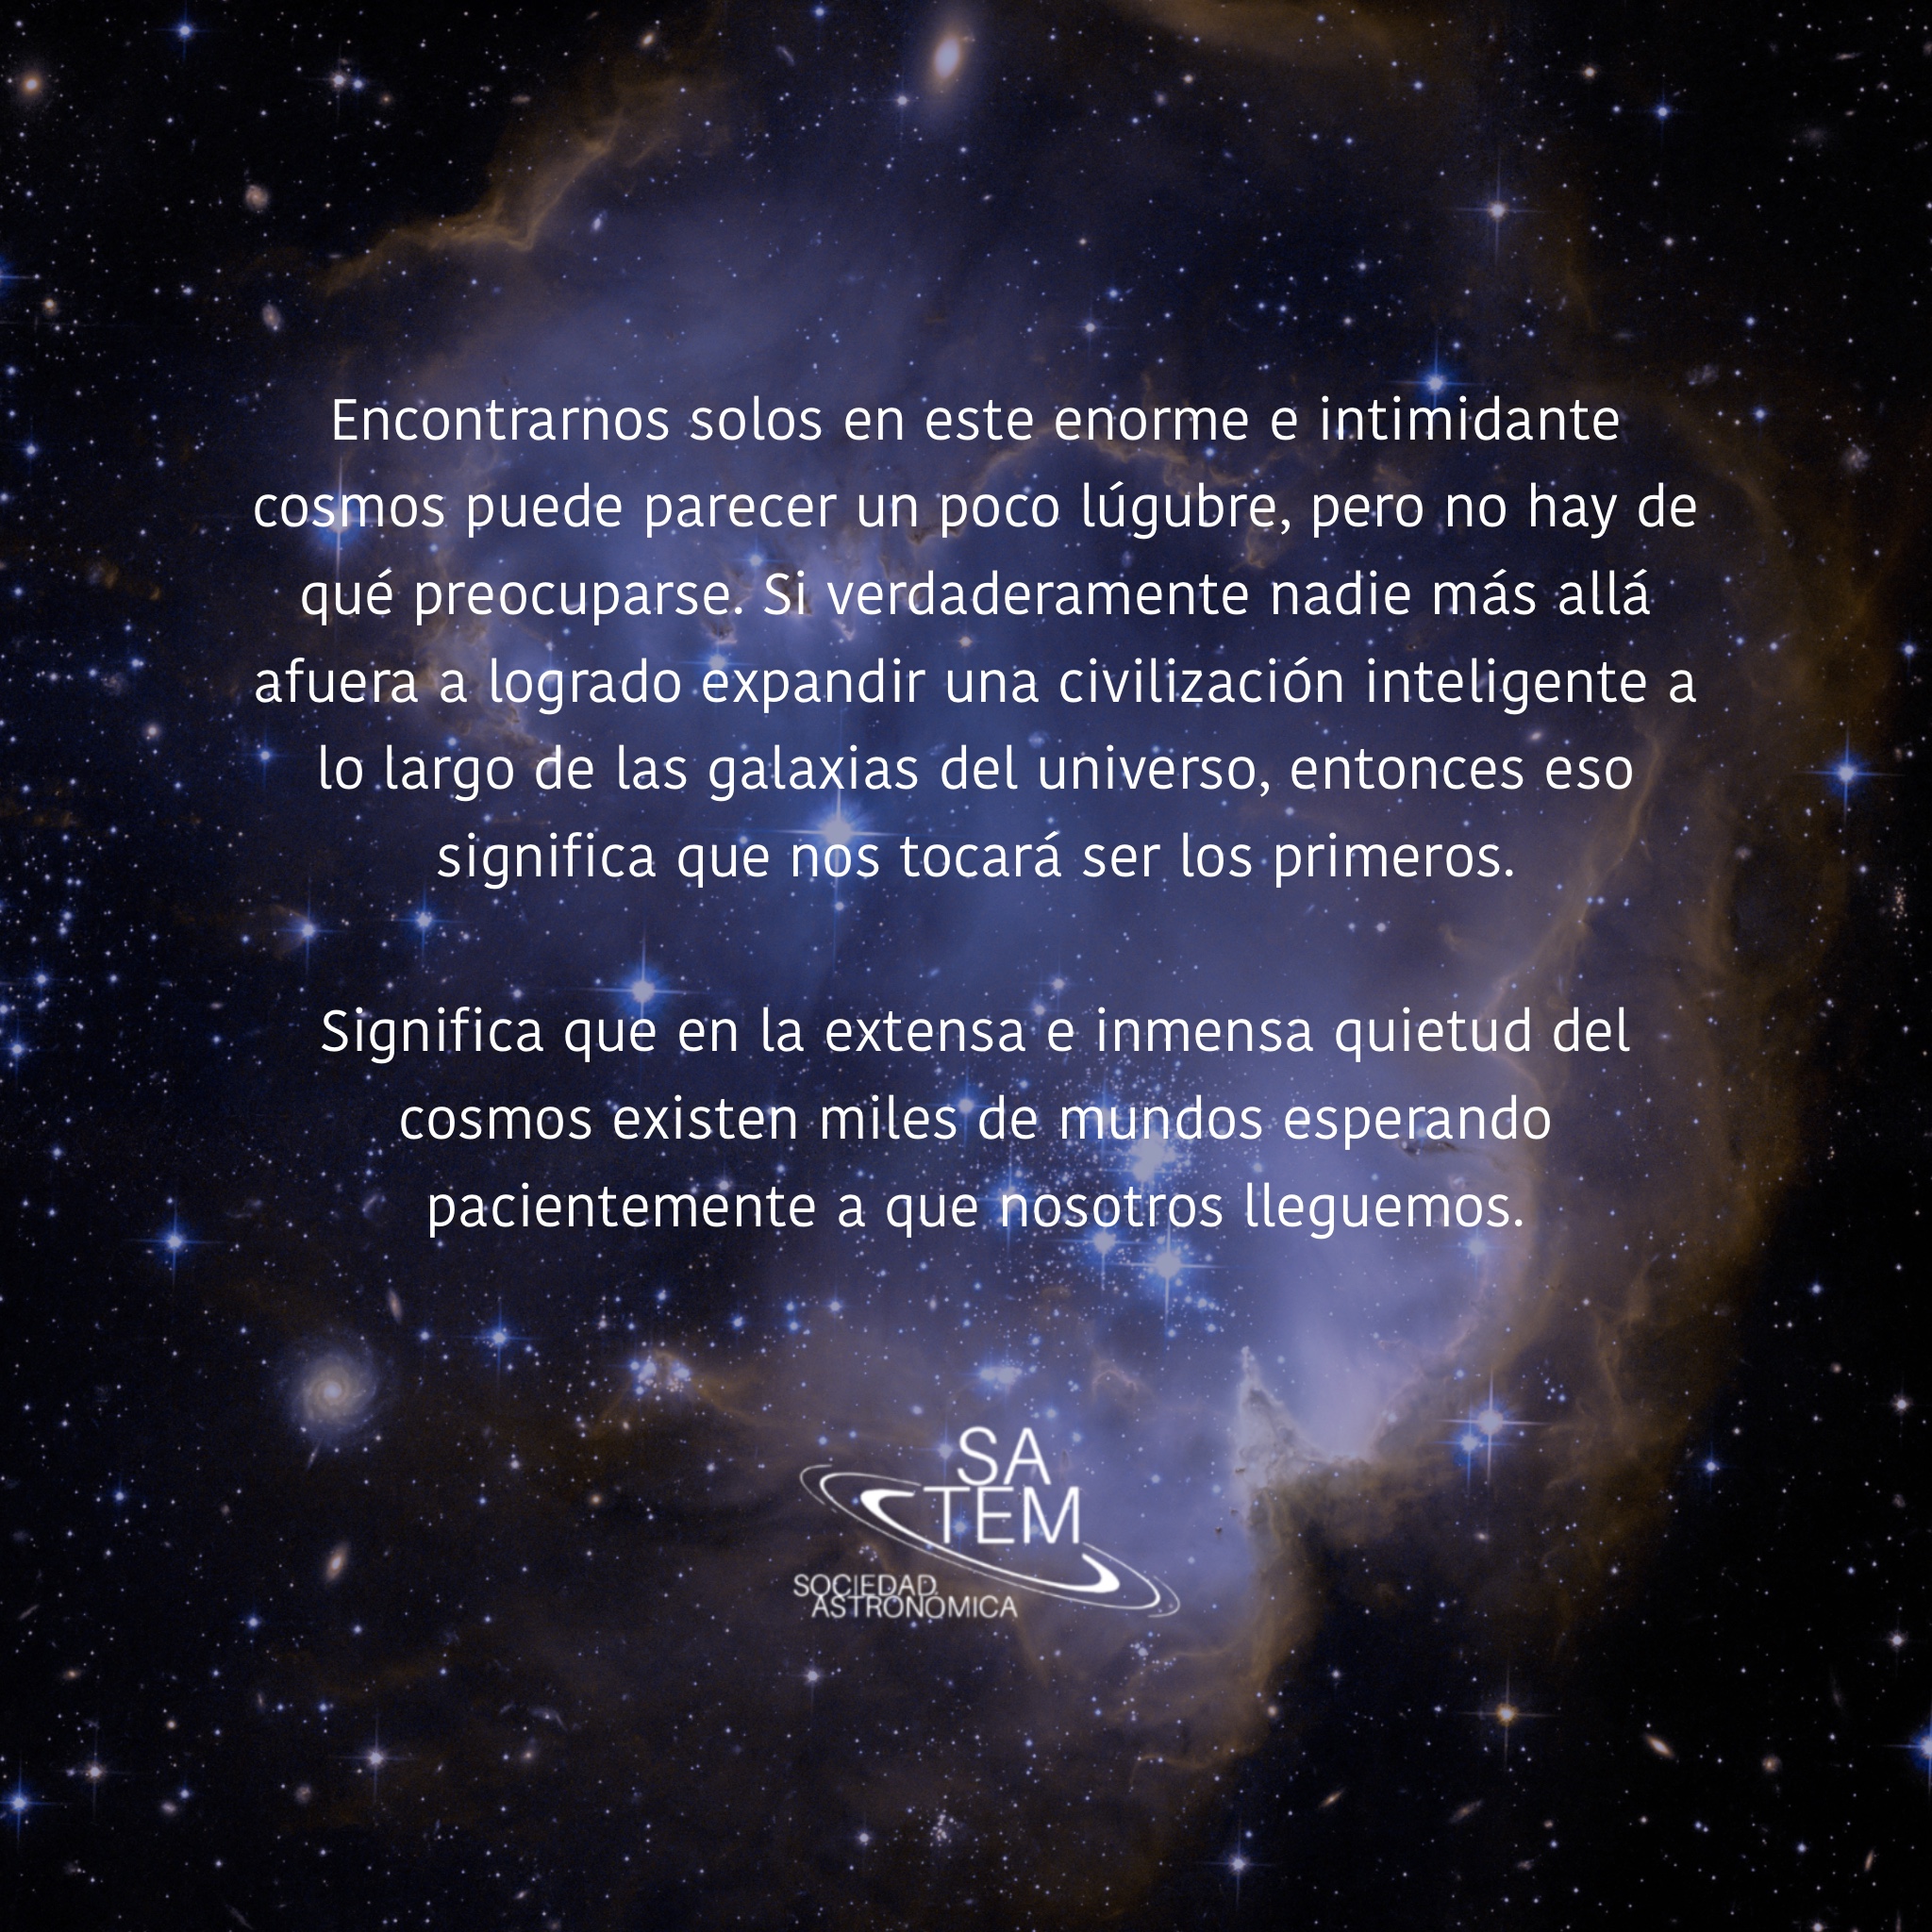 Encontrarnos solos en este enorme e intimidante
cosmos puede parecer un poco lúgubre, pero no hay de
qué preocuparse. Si verdaderamente nadie más allá
afuera a logrado expandir una civilización inteligente a
lo largo de las galaxias del universo, entonces eso
significa que nos tocará ser los primeros.
Significa que en la extensa e inmensa quietud del
cosmos existen miles de mundos esperando
pacientemente a que nosotros lleguemos.
SA
TEM
SOCIEDAD
ASTRONÓMICA